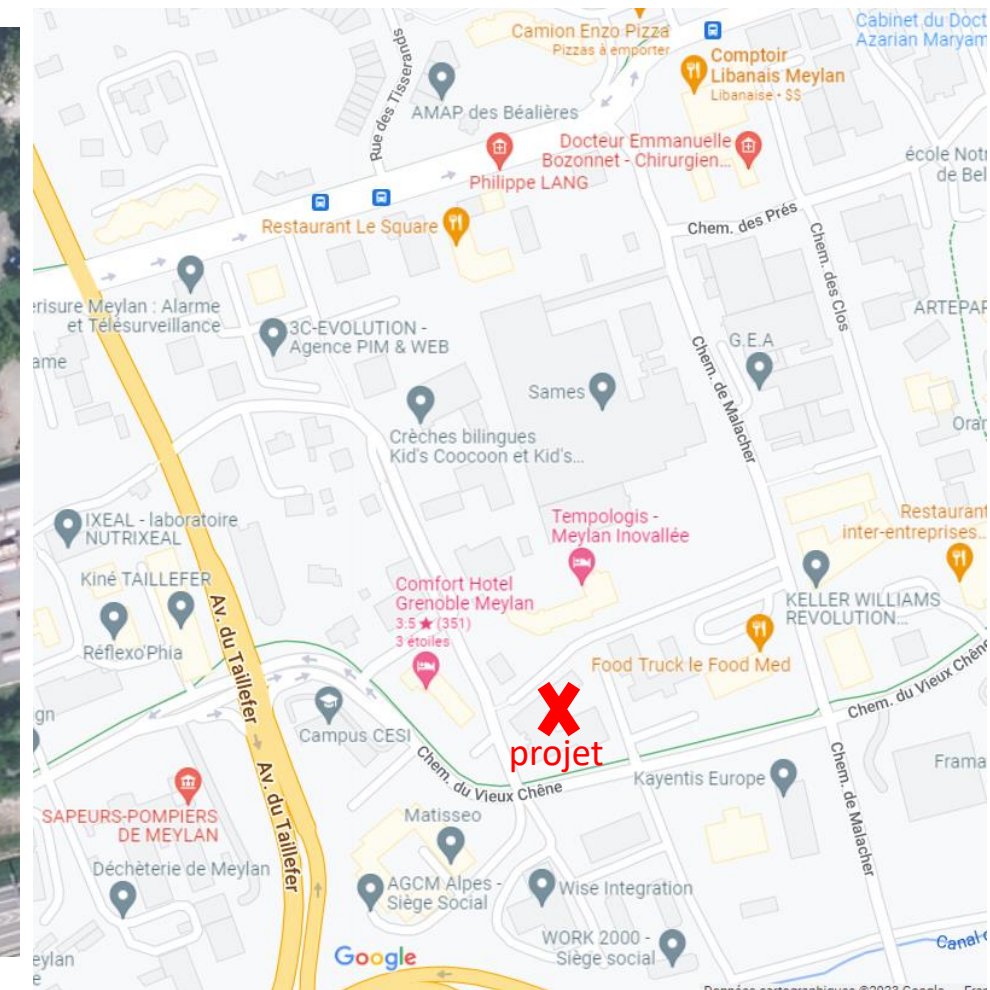 Camion Enzo Pizza
Pizzas à emporter
Cabinet du Doct
Azarian Maryam
Comptoir
Libanais Meylan
Libanaise • $$
Rue des Tisserands
AMAP des Béalières
Docteur Emmanuelle
Bozonnet - Chirurgien...
école Notr
de Bel
Philippe LANG
Restaurant Le Square
Chem. des Prés
Chem. des Clos
erisure Meylan : Alarme
et Télésurveillance
ARTEPAR
3C-EVOLUTION -
Agence PIM & WEB
G.E.A
ame
Chem. de Malacher
Sames
Crèches bilingues
Kid's Coocoon et Kid's...
Oran
IXEAL - laboratoire
NUTRIXEAL
Tempologis -
Meylan Inovallée
Restaurant
inter-entreprises...
Kiné TAILLEFER
Comfort Hotel
Grenoble Meylan
3.5 ★ (351)
3 étoiles
KELLER WILLIAMS
REVOLUTION...
Av. du Taillefer
Réflexo'Phia
Food Truck le Food Med
Chem. du Vieux Chêne
X
gn
Campus CESI
projet
Chem. du Vieux Chêne
Kayentis Europe
Frama
Av. du Taillefer
SAPEURS-POMPIERS
DE MEYLAN
Matisseo
Chem. de Malacher
Déchèterie de Meylan
AGCM Alpes -
Siège Social
Wise Integration
WORK 2000 -
Siège social
Canal d
eylan
e
Google